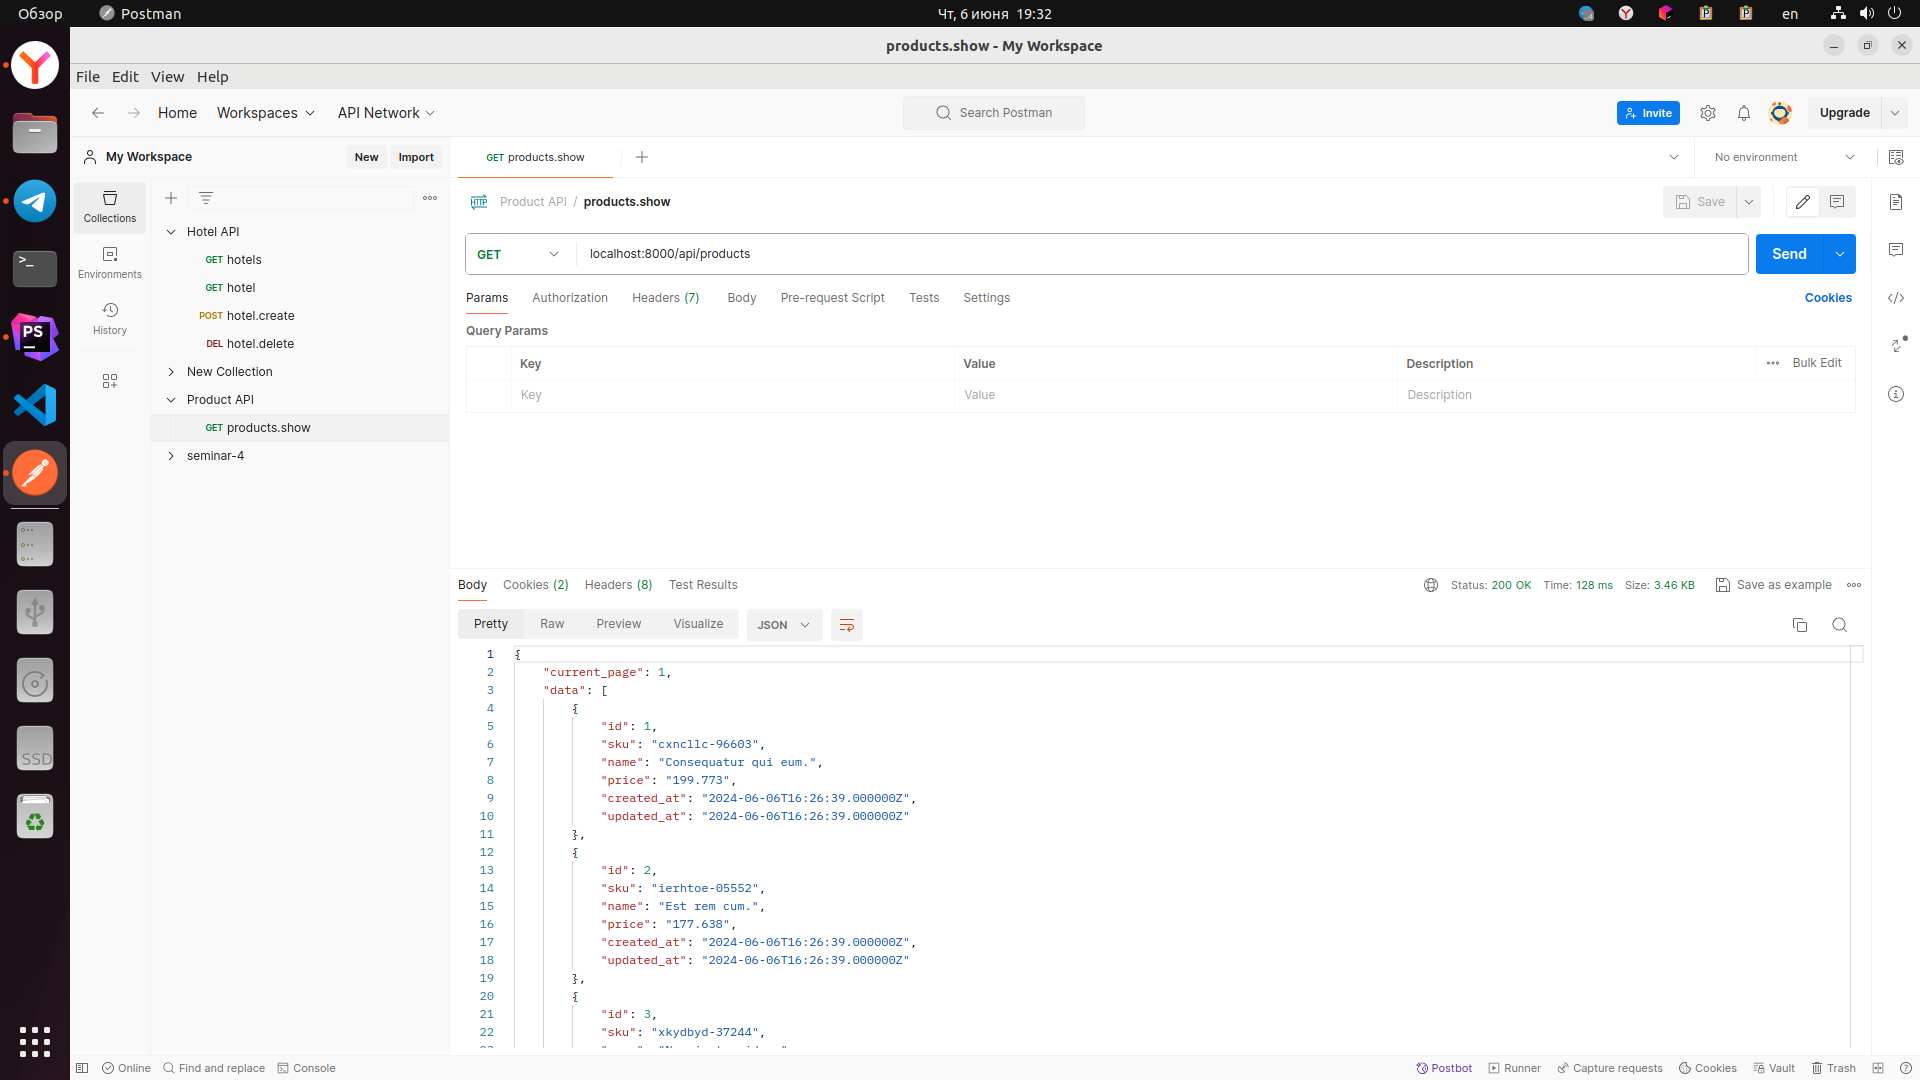 Обзор
Postman
Чт, 6 июня 19:32
en
products.show - My Workspace
File Edit View Help
Home Workspaces API Network
Search Postman
Invite
Upgrade
My Workspace
New Import
GET products.show
No environment
Collections
Environments
History
Hotel API
GET hotels
GET hotel
POST hotel.create
DEL hotel.delete
New Collection
Product API
GET products.show
seminar-4
HTTP Product API / products.show
Save
GET localhost:8000/api/products
Send
Params Authorization Headers (7) Body Pre-request Script Tests Settings
Cookies
Query Params
Key Value Description Bulk Edit
Key Value Description
Body Cookies (2) Headers (8) Test Results
Status: 200 OK Time: 128 ms Size: 3.46 KB Save as example
Pretty Raw Preview Visualize JSON
1 {
2 "current_page": 1,
3 "data": [
4 {
5 "id": 1,
6 "sku": "cxncllc-96603",
7 "name": "Consequatur qui eum.",
8 "price": "199.773",
9 "created_at": "2024-06-06T16:26:39.000000Z",
10 "updated_at": "2024-06-06T16:26:39.000000Z"
11 },
12 {
13 "id": 2,
14 "sku": "ierhtoe-05552",
15 "name": "Est rem cum.",
16 "price": "177.638",
17 "created_at": "2024-06-06T16:26:39.000000Z",
18 "updated_at": "2024-06-06T16:26:39.000000Z"
19 },
20 {
21 "id": 3,
22 "sku": "xkydbyd-37244",
PS
SSD
Online Find and replace Console
Postbot Runner Capture requests Cookies Vault Trash